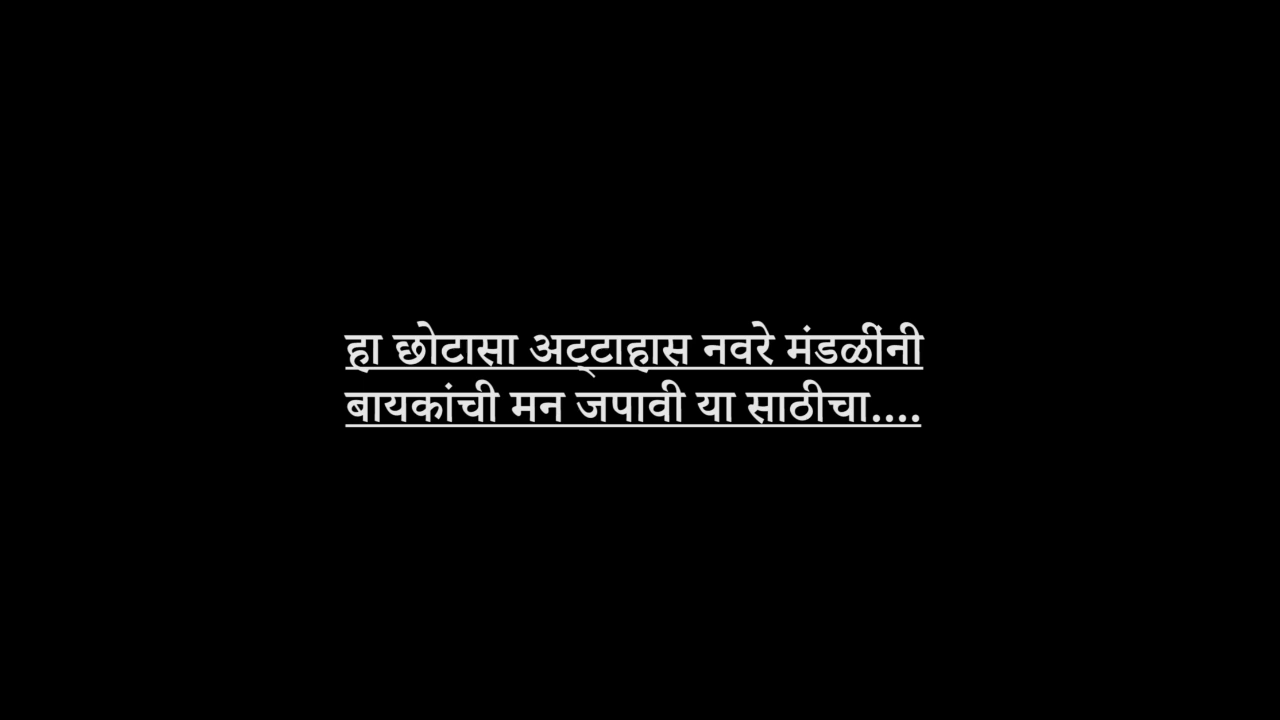 हा छोटासा अट्टाहास नवरे मंडळींनी
बायकांची मन जपावी या साठीचा....